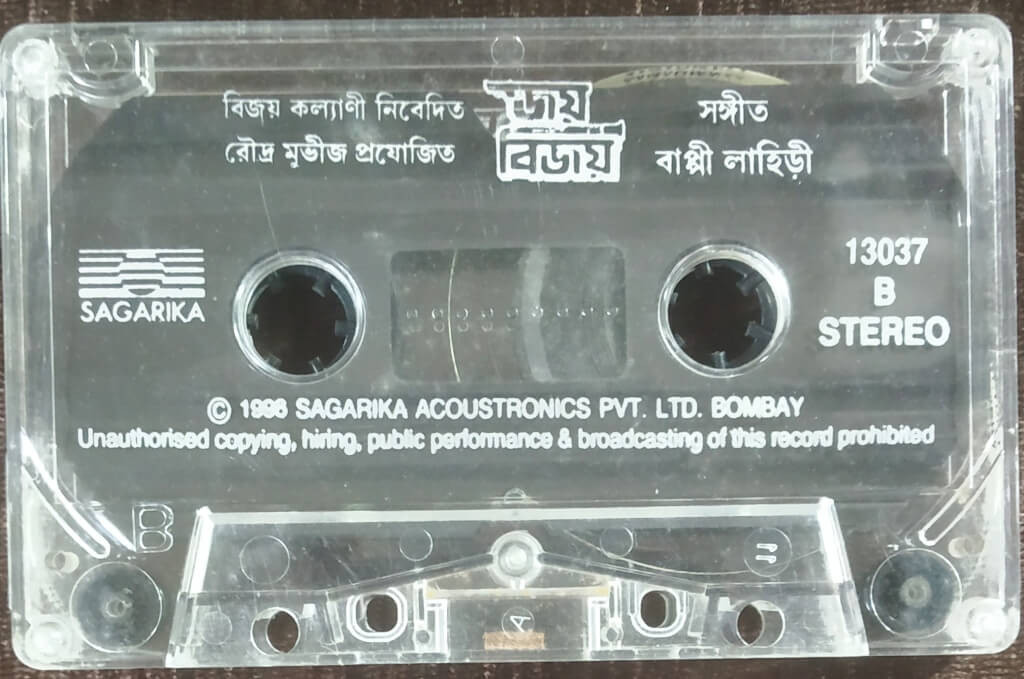 বিজয় কল্যাণী নিবেদিত
রৌদ্র মুভীজ প্রযোজিত
জয়
বিজয়
সঙ্গীত
বাপ্পী লাহিড়ী
SAGARIKA
13037
B
STEREO
© SAGARIKA ACOUSTRONICS PVT. LTD. BOMBAY
Unauthorised copying, hiring, public performance & broadcasting of this record prohibited
B
A